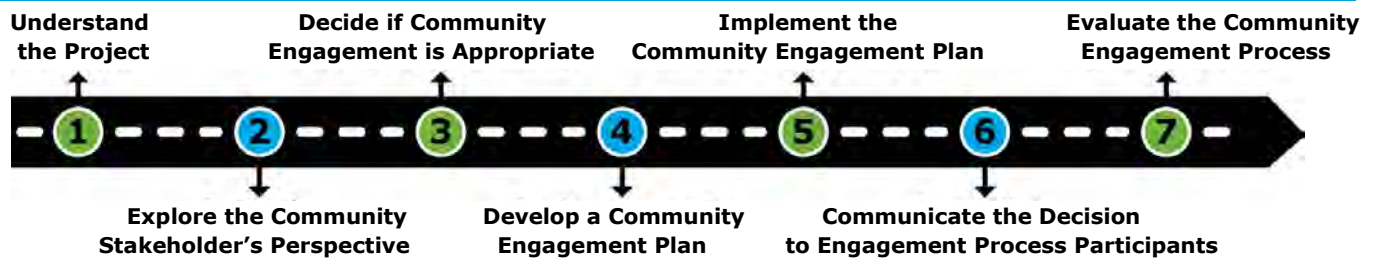 Understand
the Project
Decide if Community
Engagement is Appropriate
Implement the
Community Engagement Plan
Evaluate the Community
Engagement Process
1
2
3
4
5
6
7
Explore the Community
Stakeholder’s Perspective
Develop a Community
Engagement Plan
Communicate the Decision
to Engagement Process Participants